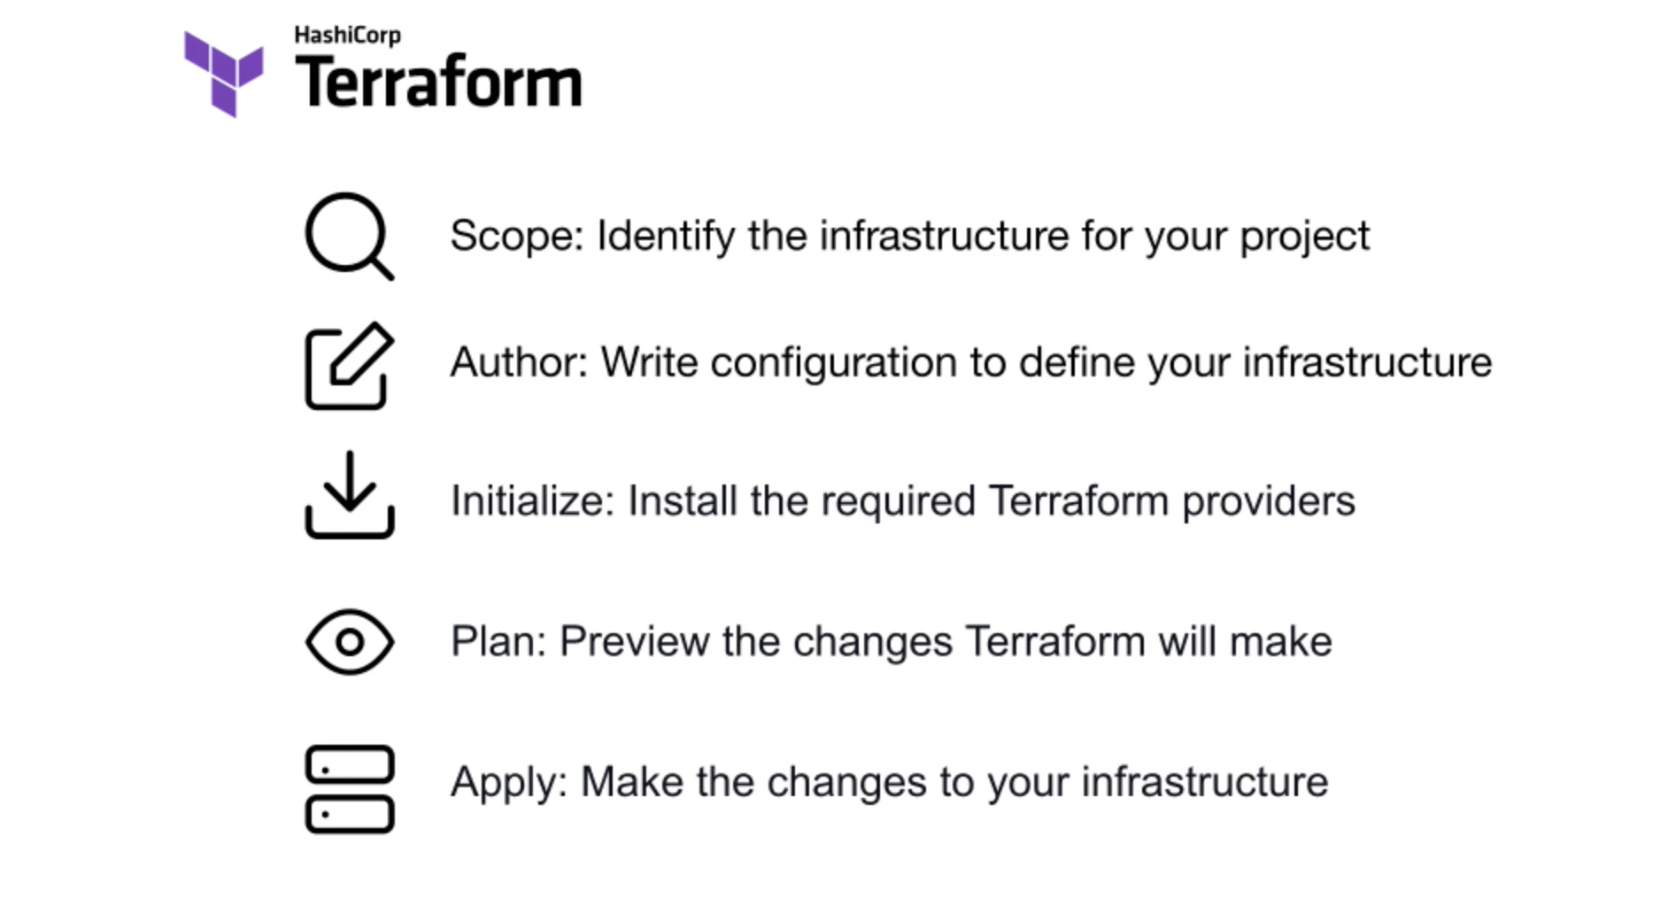 HashiCorp
Terraform
Scope: Identify the infrastructure for your project
Author: Write configuration to define your infrastructure
Initialize: Install the required Terraform providers
Plan: Preview the changes Terraform will make
Apply: Make the changes to your infrastructure